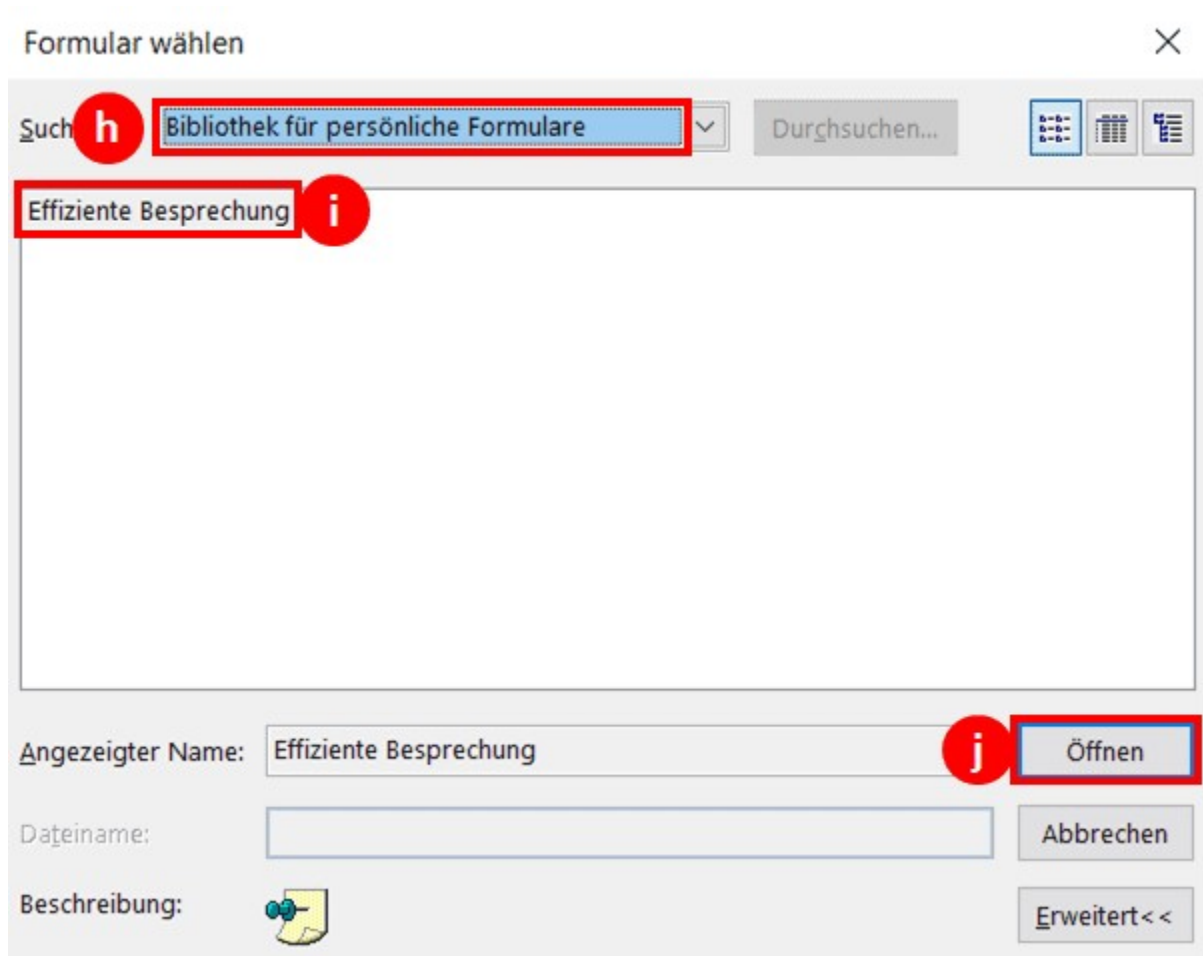 Formular wählen
Such h Bibliothek für persönliche Formulare Durchsuchen...
Effiziente Besprechung i
Angezeigter Name: Effiziente Besprechung j Öffnen
Dateiname: Abbrechen
Beschreibung: Erweitert<<